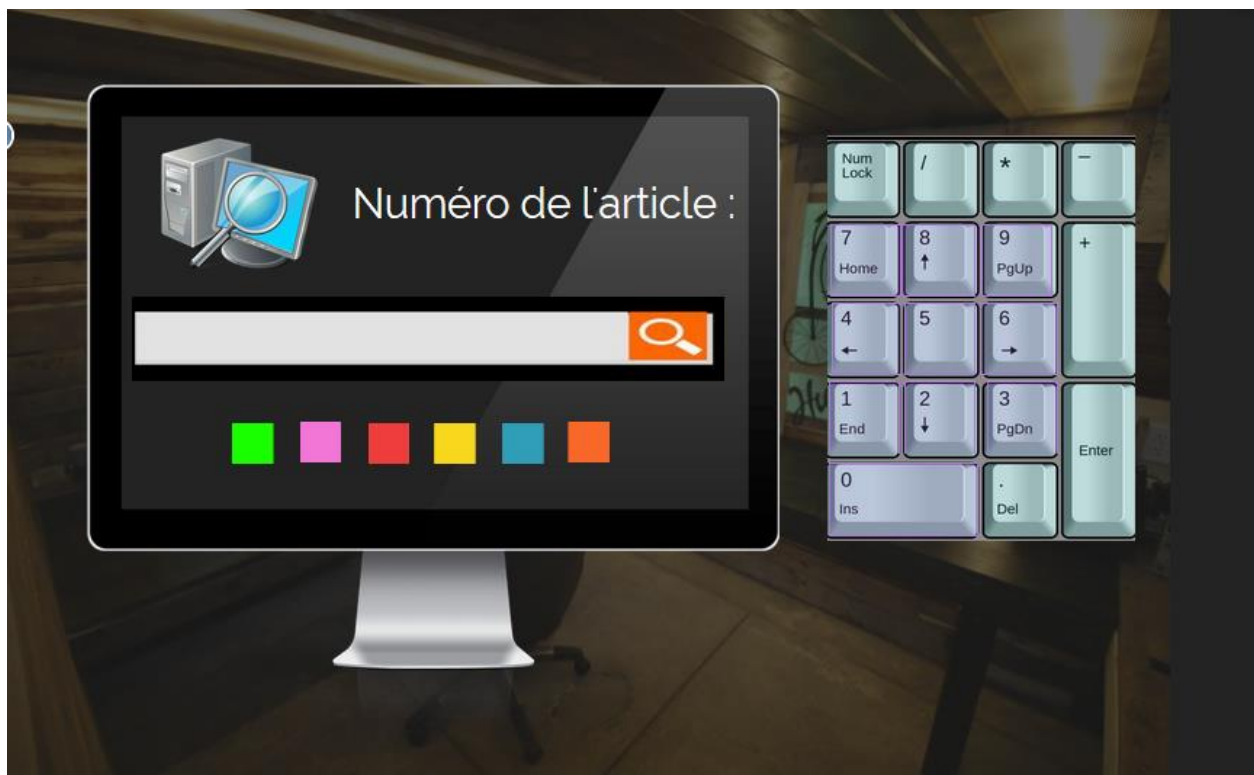 Numéro de l'article :
Num
Lock
/
*
–
7
Home
8
↑
9
PgUp
+
4
←
5
6
→
1
End
2
↓
3
PgDn
Enter
0
Ins
.
Del